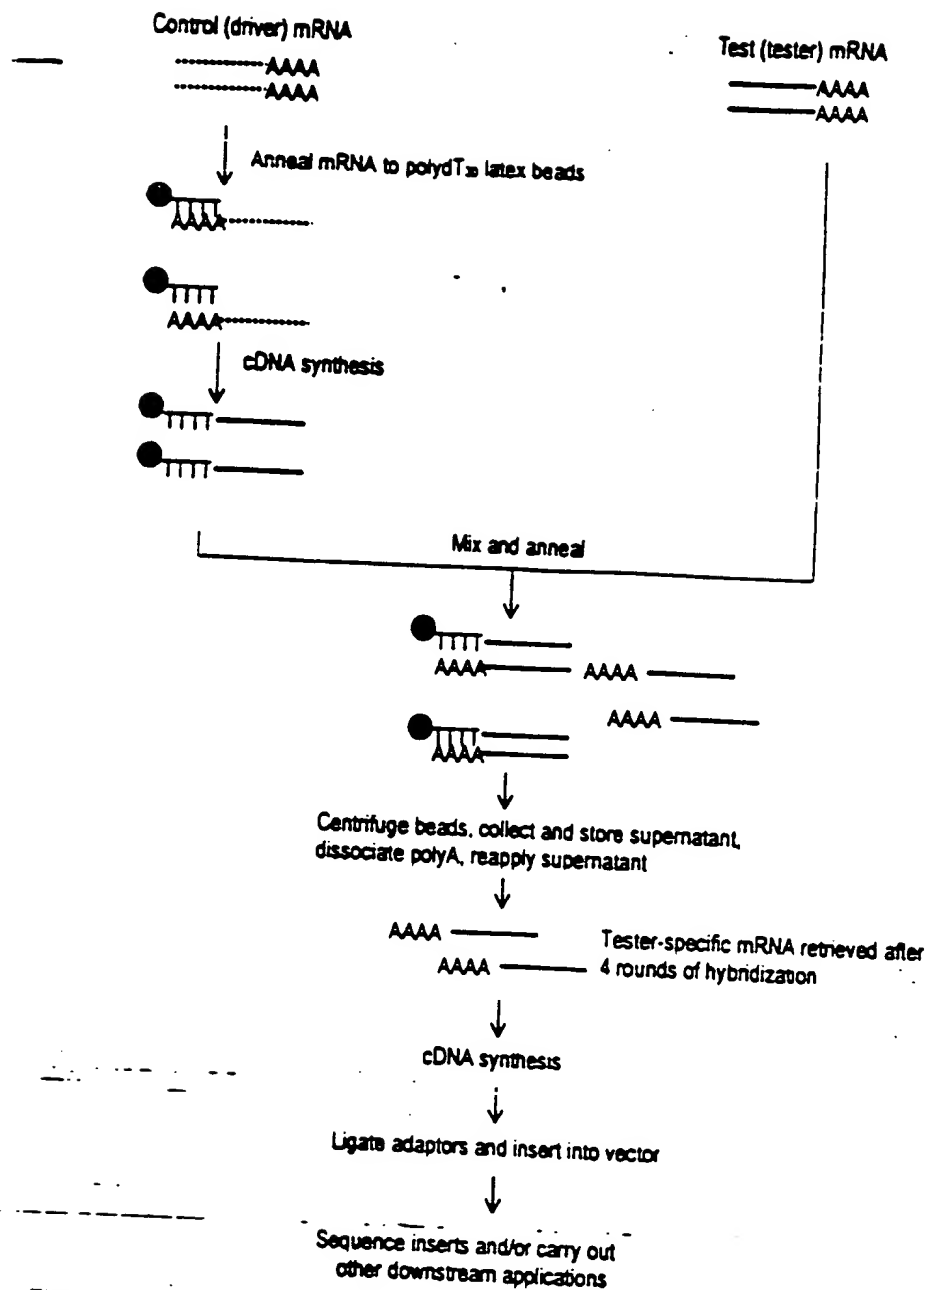 Control (driver) mRNA
Test (tester) mRNA
AAAA
AAAA
AAAA
AAAA
Anneal mRNA to polydT₃₀ latex beads
TTTT
AAAA
TTTT
AAAA
cDNA synthesis
TTTT
TTTT
Mix and anneal
TTTT
AAAA AAAA
AAAA
TTTT
AAAA
Centrifuge beads, collect and store supernatant,
dissociate polyA, reapply supernatant
AAAA
AAAA
Tester-specific mRNA retrieved after
4 rounds of hybridization
cDNA synthesis
Ligate adaptors and insert into vector
Sequence inserts and/or carry out
other downstream applications